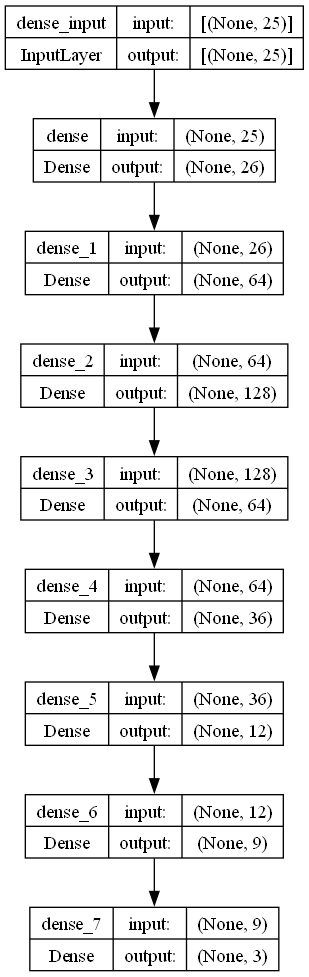 dense_input input: [(None, 25)]
InputLayer output: [(None, 25)]
dense input: (None, 25)
Dense output: (None, 26)
dense_1 input: (None, 26)
Dense output: (None, 64)
dense_2 input: (None, 64)
Dense output: (None, 128)
dense_3 input: (None, 128)
Dense output: (None, 64)
dense_4 input: (None, 64)
Dense output: (None, 36)
dense_5 input: (None, 36)
Dense output: (None, 12)
dense_6 input: (None, 12)
Dense output: (None, 9)
dense_7 input: (None, 9)
Dense output: (None, 3)